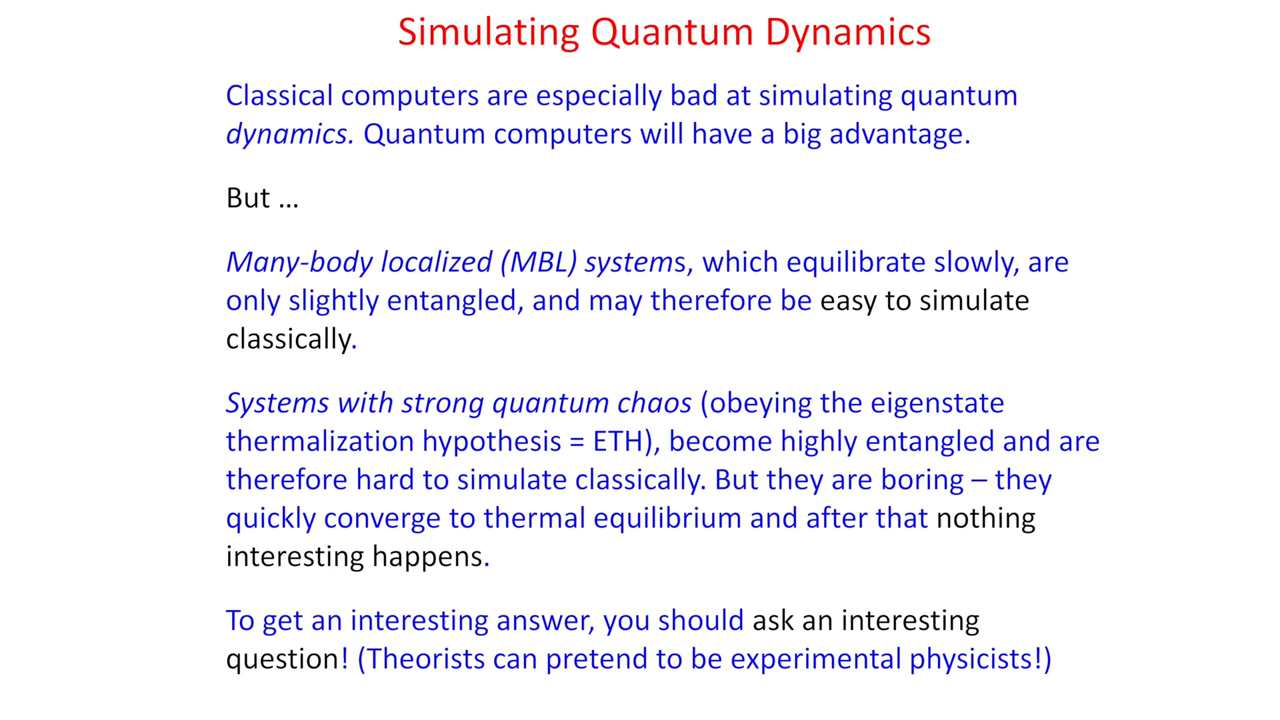 Simulating Quantum Dynamics
Classical computers are especially bad at simulating quantum
dynamics. Quantum computers will have a big advantage.
But ...
Many-body localized (MBL) systems, which equilibrate slowly, are
only slightly entangled, and may therefore be easy to simulate
classically.
Systems with strong quantum chaos (obeying the eigenstate
thermalization hypothesis = ETH), become highly entangled and are
therefore hard to simulate classically. But they are boring – they
quickly converge to thermal equilibrium and after that nothing
interesting happens.
To get an interesting answer, you should ask an interesting
question! (Theorists can pretend to be experimental physicists!)